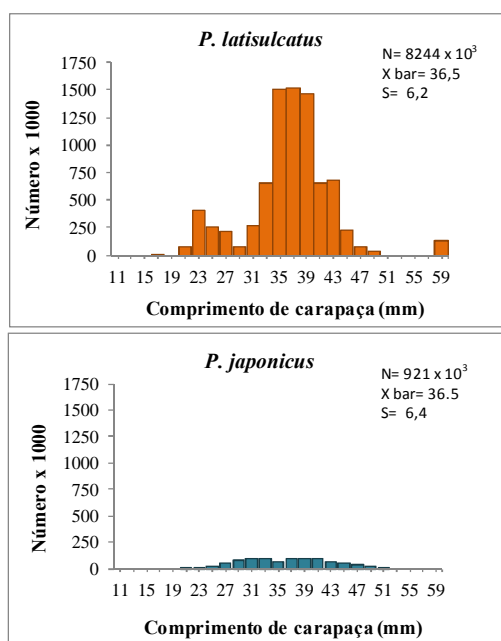 P. latisulcatus
N= 8244 x 10³
X bar= 36,5
S= 6,2
Número x 1000
1750
1500
1250
1000
750
500
250
0
11 15 19 23 27 31 35 39 43 47 51 55 59
Comprimento de carapaça (mm)
P. japonicus
N= 921 x 10³
X bar= 36.5
S= 6,4
Número x 1000
1750
1500
1250
1000
750
500
250
0
11 15 19 23 27 31 35 39 43 47 51 55 59
Comprimento de carapaça (mm)